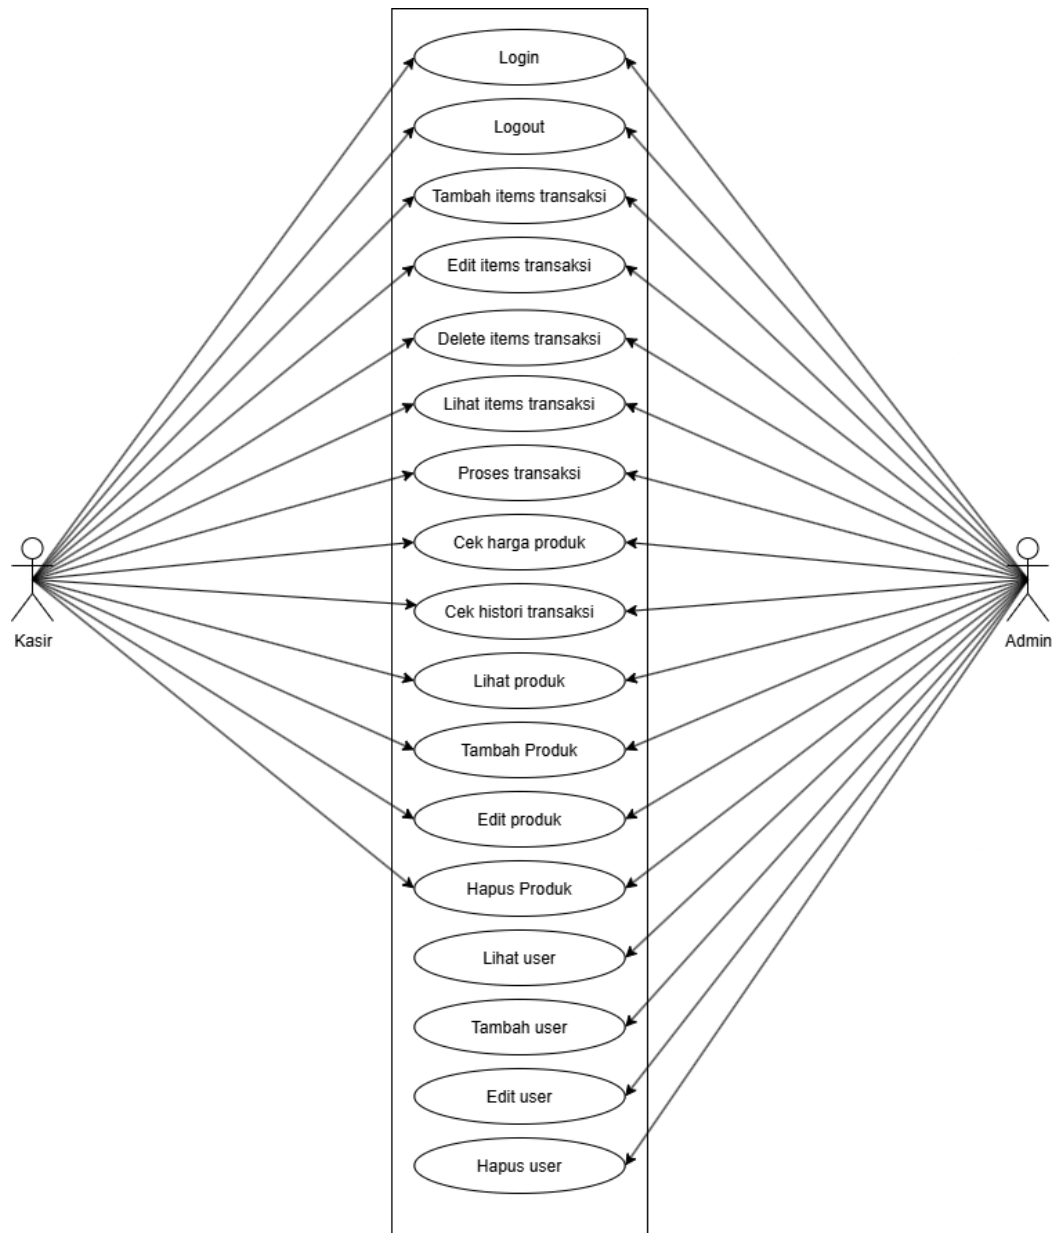 Login
Logout
Tambah items transaksi
Edit items transaksi
Delete items transaksi
Lihat items transaksi
Proses transaksi
Cek harga produk
Cek histori transaksi
Kasir
Admin
Lihat produk
Tambah Produk
Edit produk
Hapus Produk
Lihat user
Tambah user
Edit user
Hapus user